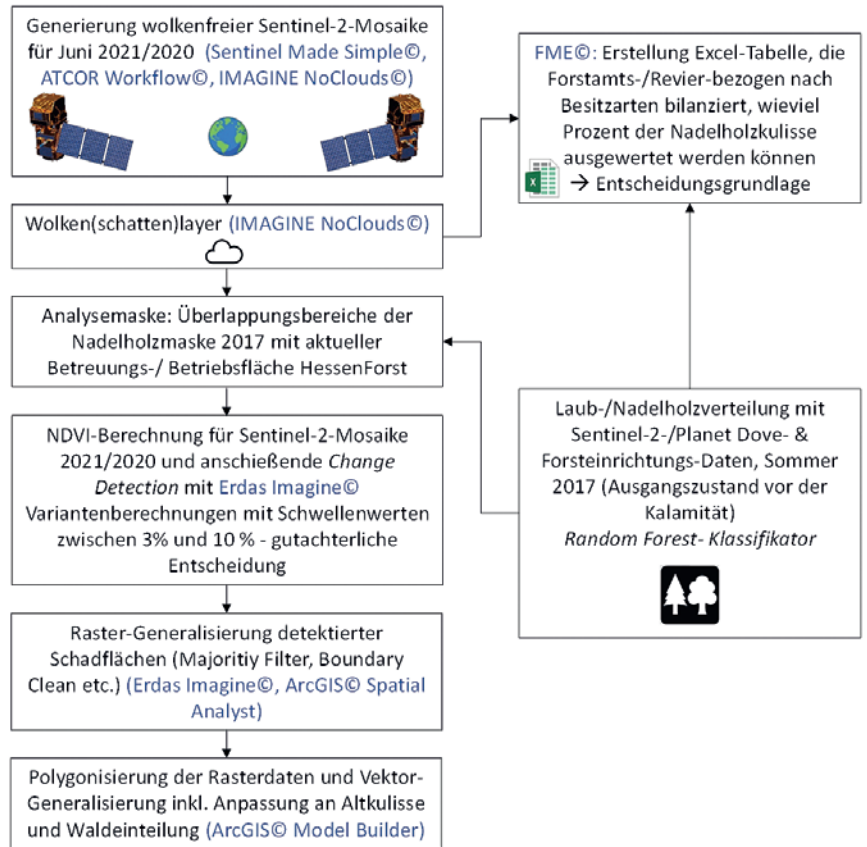 Generierung wolkenfreier Sentinel-2-Mosaike
für Juni 2021/2020 (Sentinel Made Simple©,
ATCOR Workflow©, IMAGINE NoClouds©)
Wolken(schatten)layer (IMAGINE NoClouds©)
Analysemaske: Überlappungsbereiche der
Nadelholzmaske 2017 mit aktueller
Betreuungs-/ Betriebsfläche HessenForst
NDVI-Berechnung für Sentinel-2-Mosaike
2021/2020 und anschießende Change
Detection mit Erdas Imagine©
Variantenberechnungen mit Schwellenwerten
zwischen 3% und 10 % - gutachterliche
Entscheidung
Raster-Generalisierung detektierter
Schadflächen (Majoritiy Filter, Boundary
Clean etc.) (Erdas Imagine©, ArcGIS© Spatial
Analyst)
Polygonisierung der Rasterdaten und Vektor-
Generalisierung inkl. Anpassung an Altkulisse
und Waldeinteilung (ArcGIS© Model Builder)
FME©: Erstellung Excel-Tabelle, die
Forstamts-/Revier-bezogen nach
Besitzarten bilanziert, wieviel
Prozent der Nadelholzkulisse
ausgewertet werden können
X → Entscheidungsgrundlage
Laub-/Nadelholzverteilung mit
Sentinel-2-/Planet Dove- &
Forsteinrichtungs-Daten, Sommer
2017 (Ausgangszustand vor der
Kalamität)
Random Forest- Klassifikator